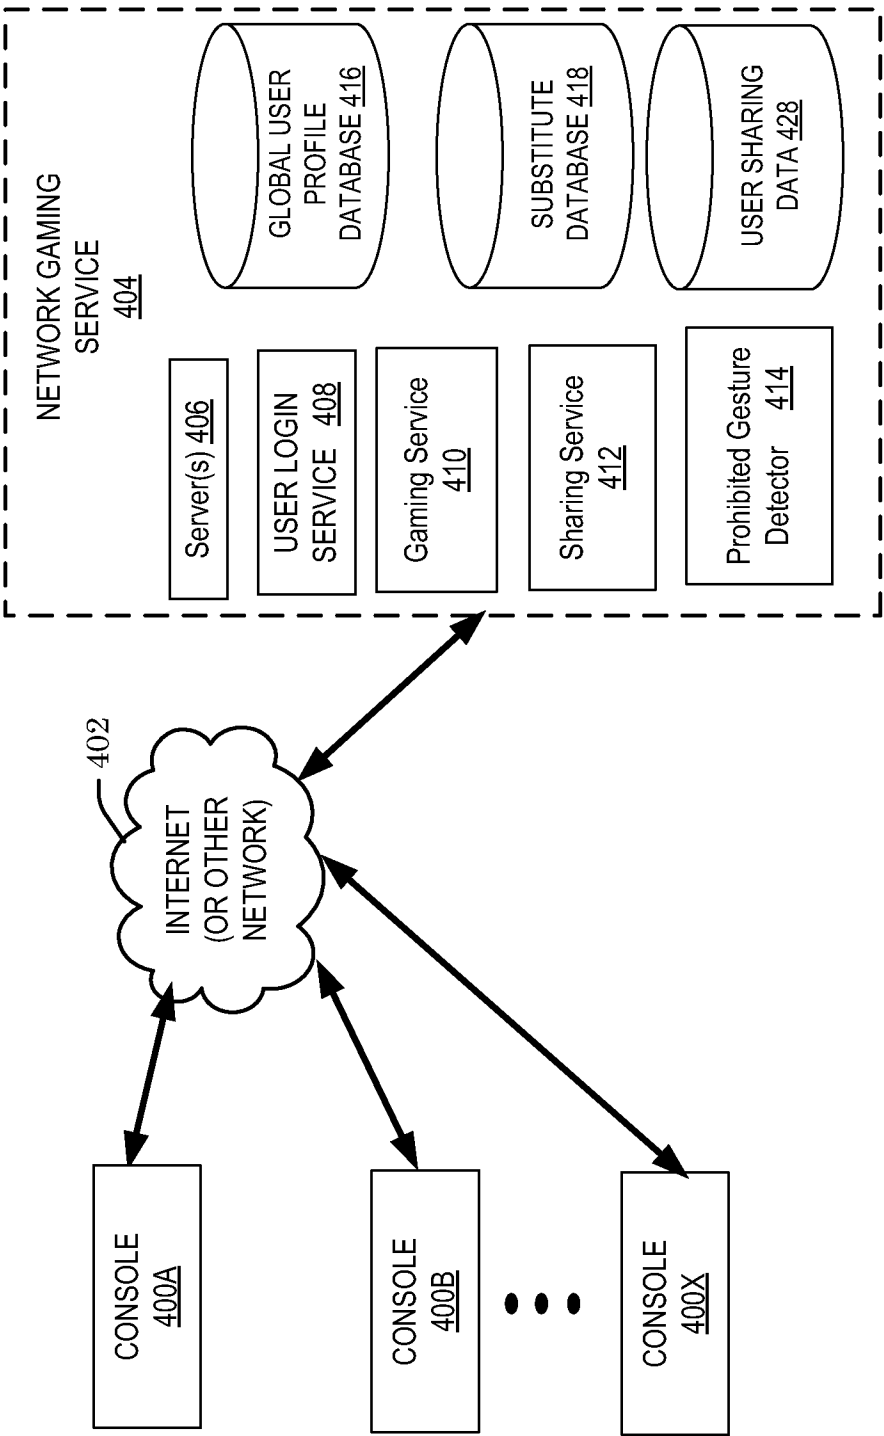 NETWORK GAMING
SERVICE
404
Server(s) 406
USER LOGIN
SERVICE 408
Gaming Service
410
Sharing Service
412
Prohibited Gesture
Detector 414
GLOBAL USER
PROFILE
DATABASE 416
SUBSTITUTE
DATABASE 418
USER SHARING
DATA 428
402
INTERNET
(OR OTHER
NETWORK)
CONSOLE
400A
CONSOLE
400B
CONSOLE
400X